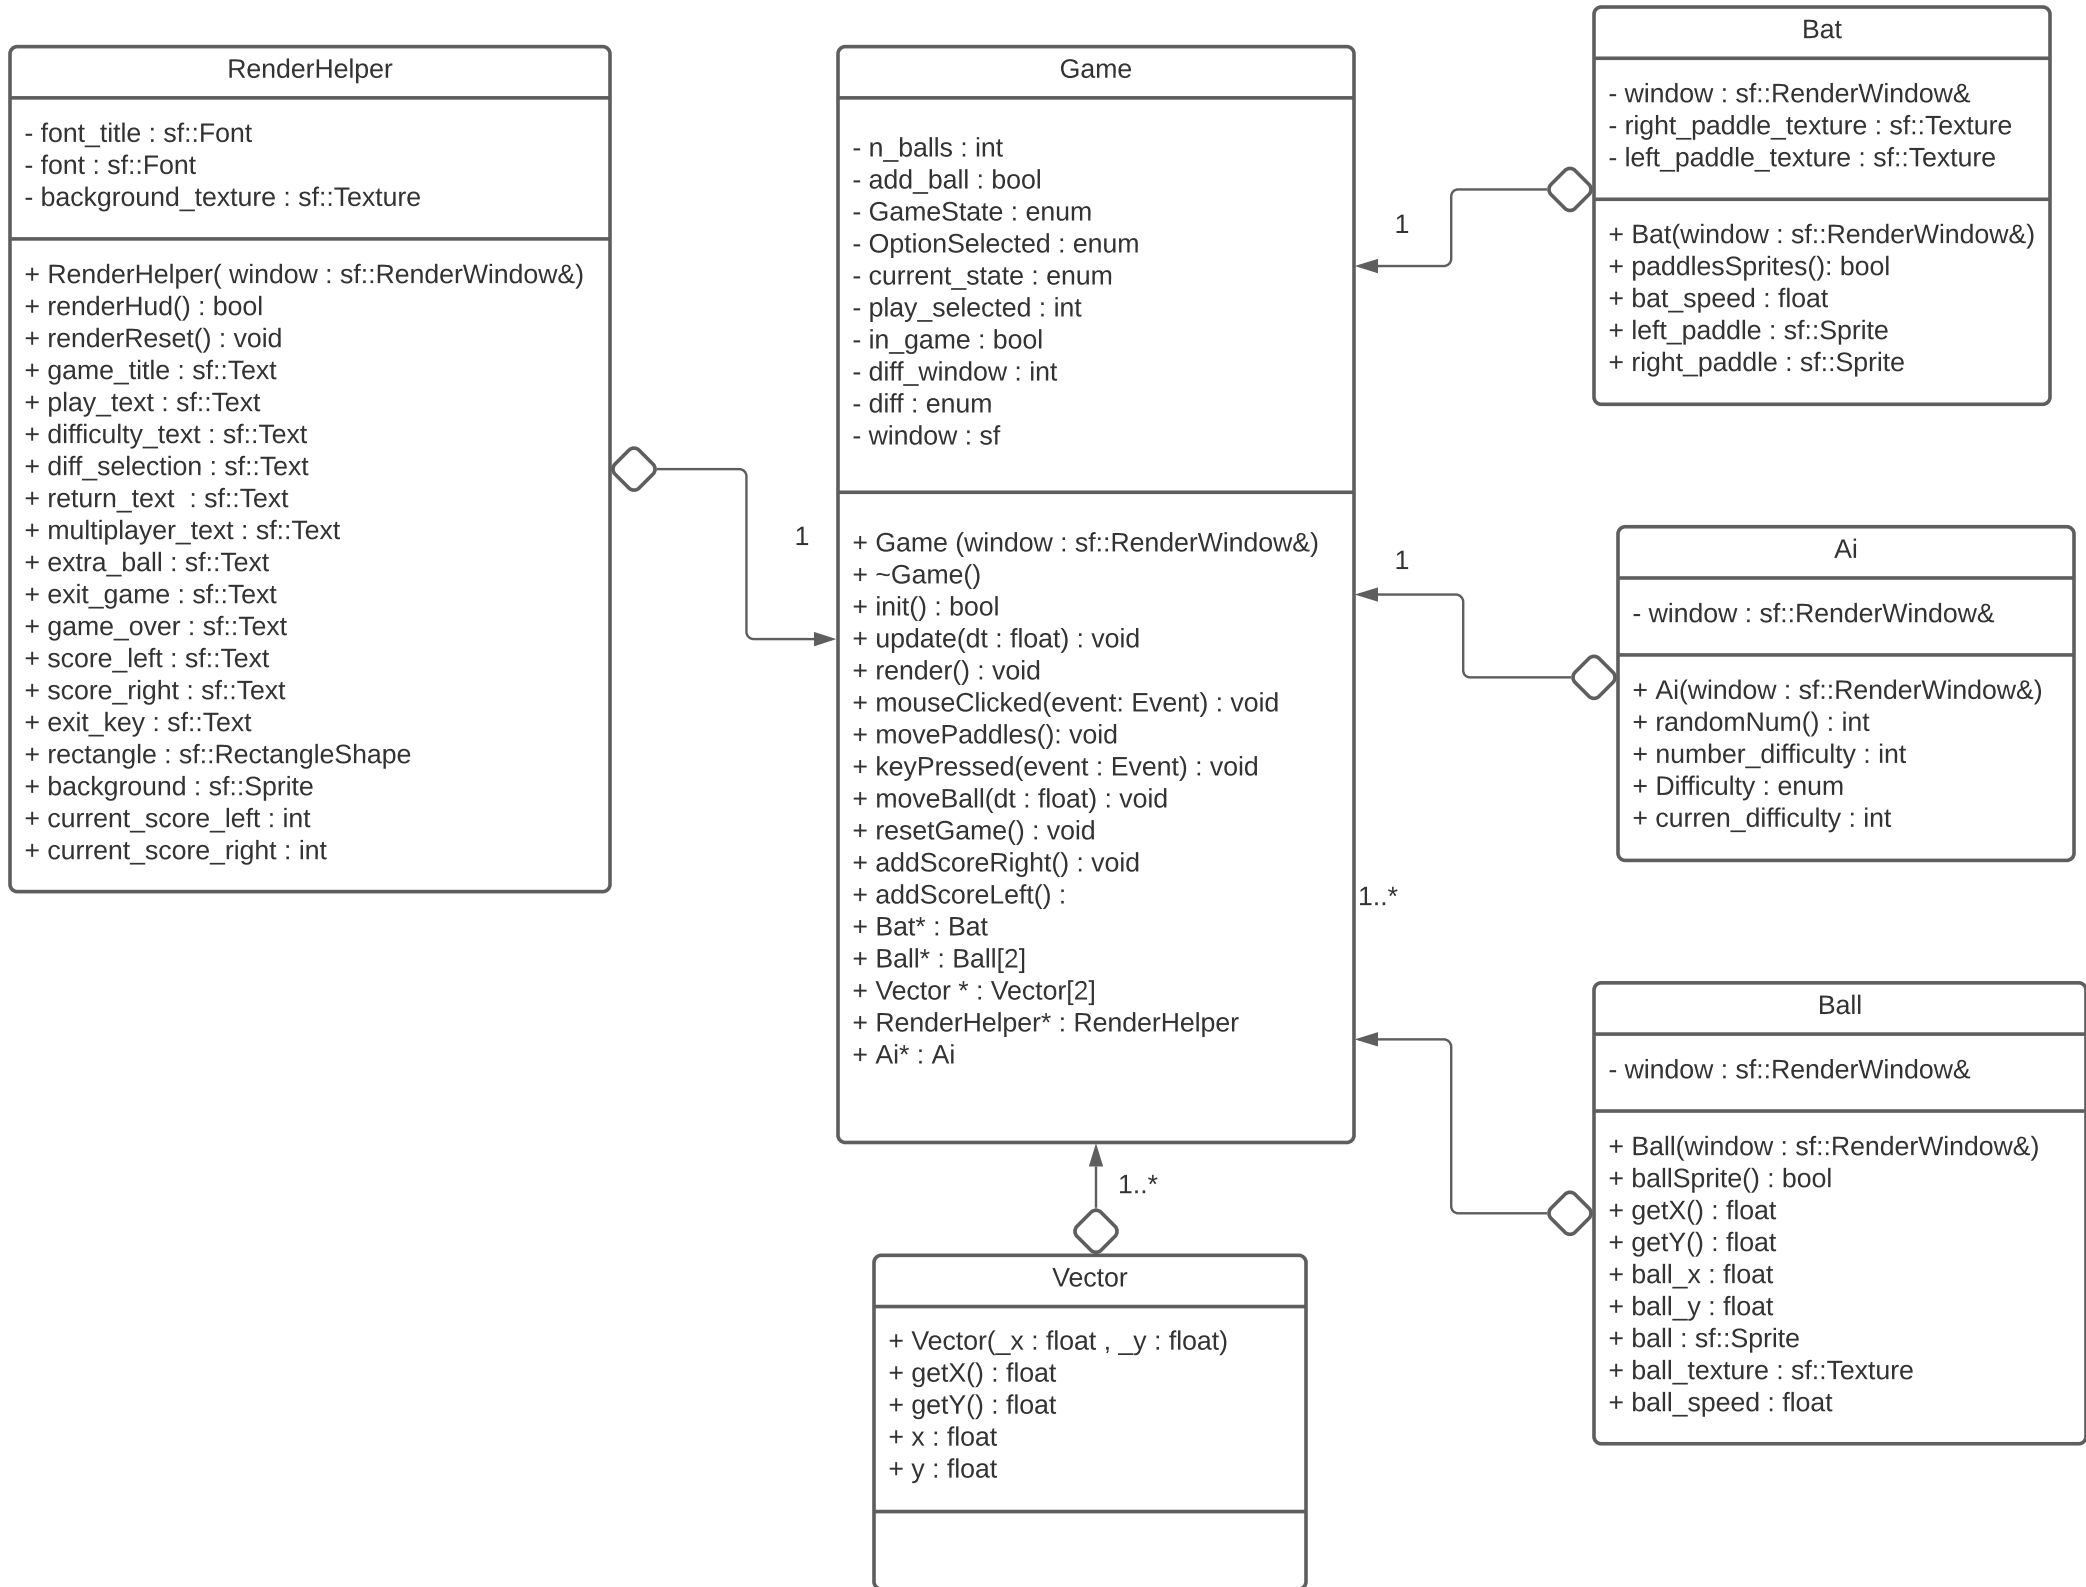 RenderHelper
- font_title : sf::Font
- font : sf::Font
- background_texture : sf::Texture
+ RenderHelper( window : sf::RenderWindow&)
+ renderHud() : bool
+ renderReset() : void
+ game_title : sf::Text
+ play_text : sf::Text
+ difficulty_text : sf::Text
+ diff_selection : sf::Text
+ return_text  : sf::Text
+ multiplayer_text : sf::Text
+ extra_ball : sf::Text
+ exit_game : sf::Text
+ game_over : sf::Text
+ score_left : sf::Text
+ score_right : sf::Text
+ exit_key : sf::Text
+ rectangle : sf::RectangleShape
+ background : sf::Sprite
+ current_score_left : int
+ current_score_right : int
1
Game
- n_balls : int
- add_ball : bool
- GameState : enum
- OptionSelected : enum
- current_state : enum
- play_selected : int
- in_game : bool
- diff_window : int
- diff : enum
- window : sf
+ Game (window : sf::RenderWindow&)
+ ~Game()
+ init() : bool
+ update(dt : float) : void
+ render() : void
+ mouseClicked(event: Event) : void
+ movePaddles(): void
+ keyPressed(event : Event) : void
+ moveBall(dt : float) : void
+ resetGame() : void
+ addScoreRight() : void
+ addScoreLeft() :
+ Bat* : Bat
+ Ball* : Ball[2]
+ Vector * : Vector[2]
+ RenderHelper* : RenderHelper
+ Ai* : Ai
1..*
Vector
+ Vector(_x : float , _y : float)
+ getX() : float
+ getY() : float
+ x : float
+ y : float
1
Bat
- window : sf::RenderWindow&
- right_paddle_texture : sf::Texture
- left_paddle_texture : sf::Texture
+ Bat(window : sf::RenderWindow&)
+ paddlesSprites(): bool
+ bat_speed : float
+ left_paddle : sf::Sprite
+ right_paddle : sf::Sprite
1
Ai
- window : sf::RenderWindow&
+ Ai(window : sf::RenderWindow&)
+ randomNum() : int
+ number_difficulty : int
+ Difficulty : enum
+ curren_difficulty : int
1..*
Ball
- window : sf::RenderWindow&
+ Ball(window : sf::RenderWindow&)
+ ballSprite() : bool
+ getX() : float
+ getY() : float
+ ball_x : float
+ ball_y : float
+ ball : sf::Sprite
+ ball_texture : sf::Texture
+ ball_speed : float